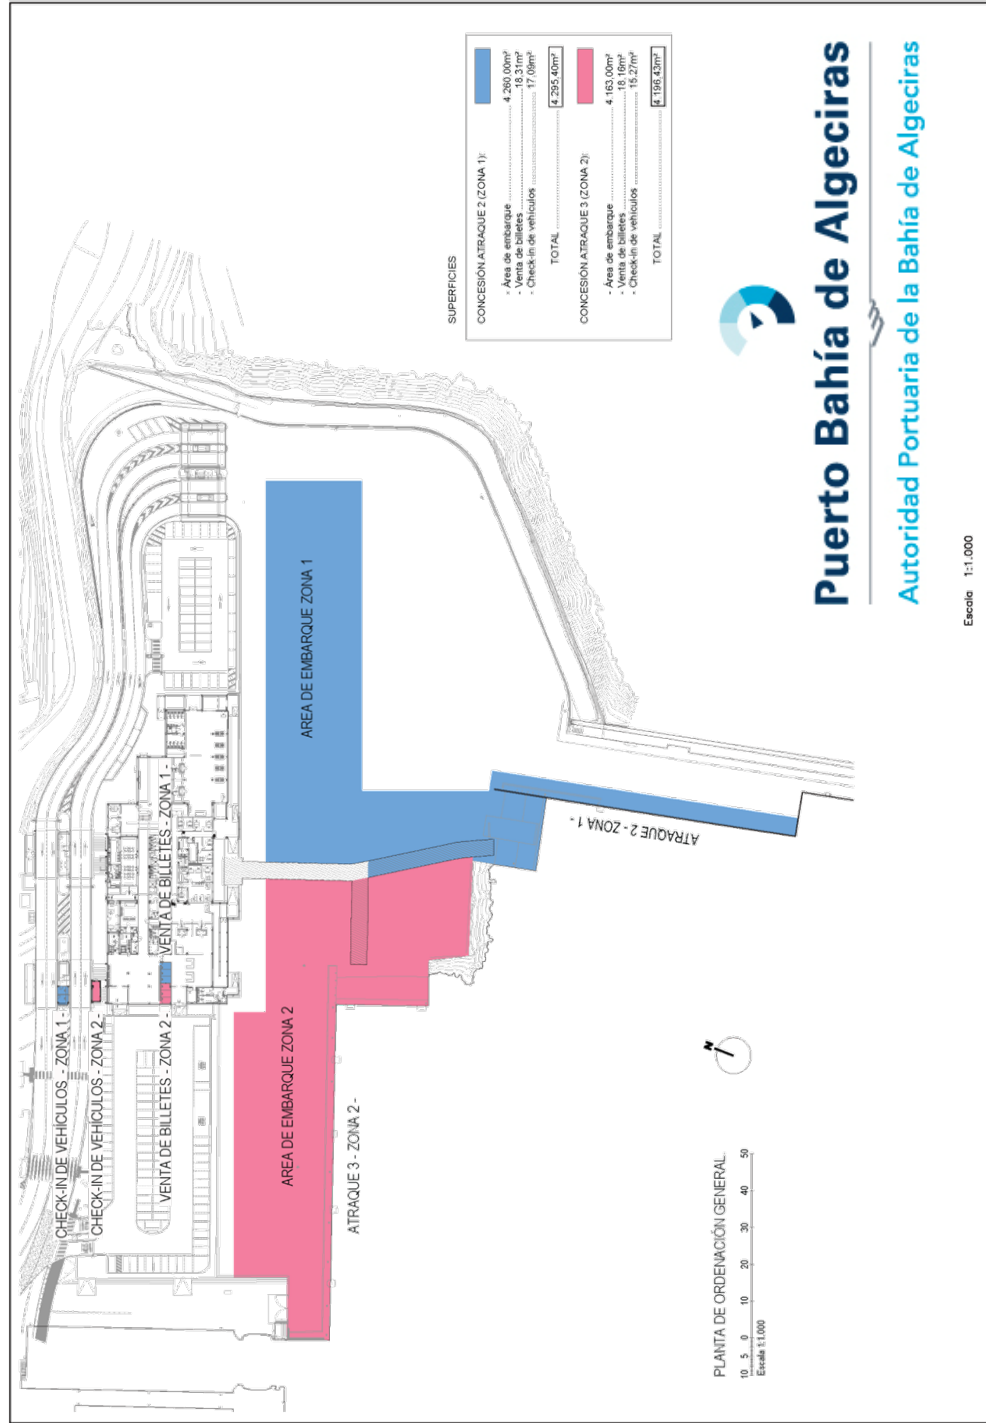 SUPERFICIES
CONCESIÓN ATRAQUE 2 (ZONA 1):
- Área de embarque ........ 4.260,00m²
- Venta de billetes ........ 18,31m²
- Check-in de vehículos ........ 17,09m²
TOTAL ........ 4.295,40m²
CONCESIÓN ATRAQUE 3 (ZONA 2):
- Área de embarque ........ 4.163,00m²
- Venta de billetes ........ 18,16m²
- Check-in de vehículos ........ 15,27m²
TOTAL ........ 4.196,43m²
CHECK-IN DE VEHICULOS - ZONA 1 -
CHECK-IN DE VEHICULOS - ZONA 2-
VENTA DE BILLETES - ZONA 2 -
VENTA DE BILLETES - ZONA 1 -
AREA DE EMBARQUE ZONA 1
AREA DE EMBARQUE ZONA 2
ATRAQUE 3 - ZONA 2 -
ATRAQUE 2 - ZONA 1 -
N
PLANTA DE ORDENACIÓN GENERAL
10 5 0 10 20 30 40 50
Escala 1:1.000
Puerto Bahía de Algeciras
Autoridad Portuaria de la Bahía de Algeciras
Escala: 1:1.000